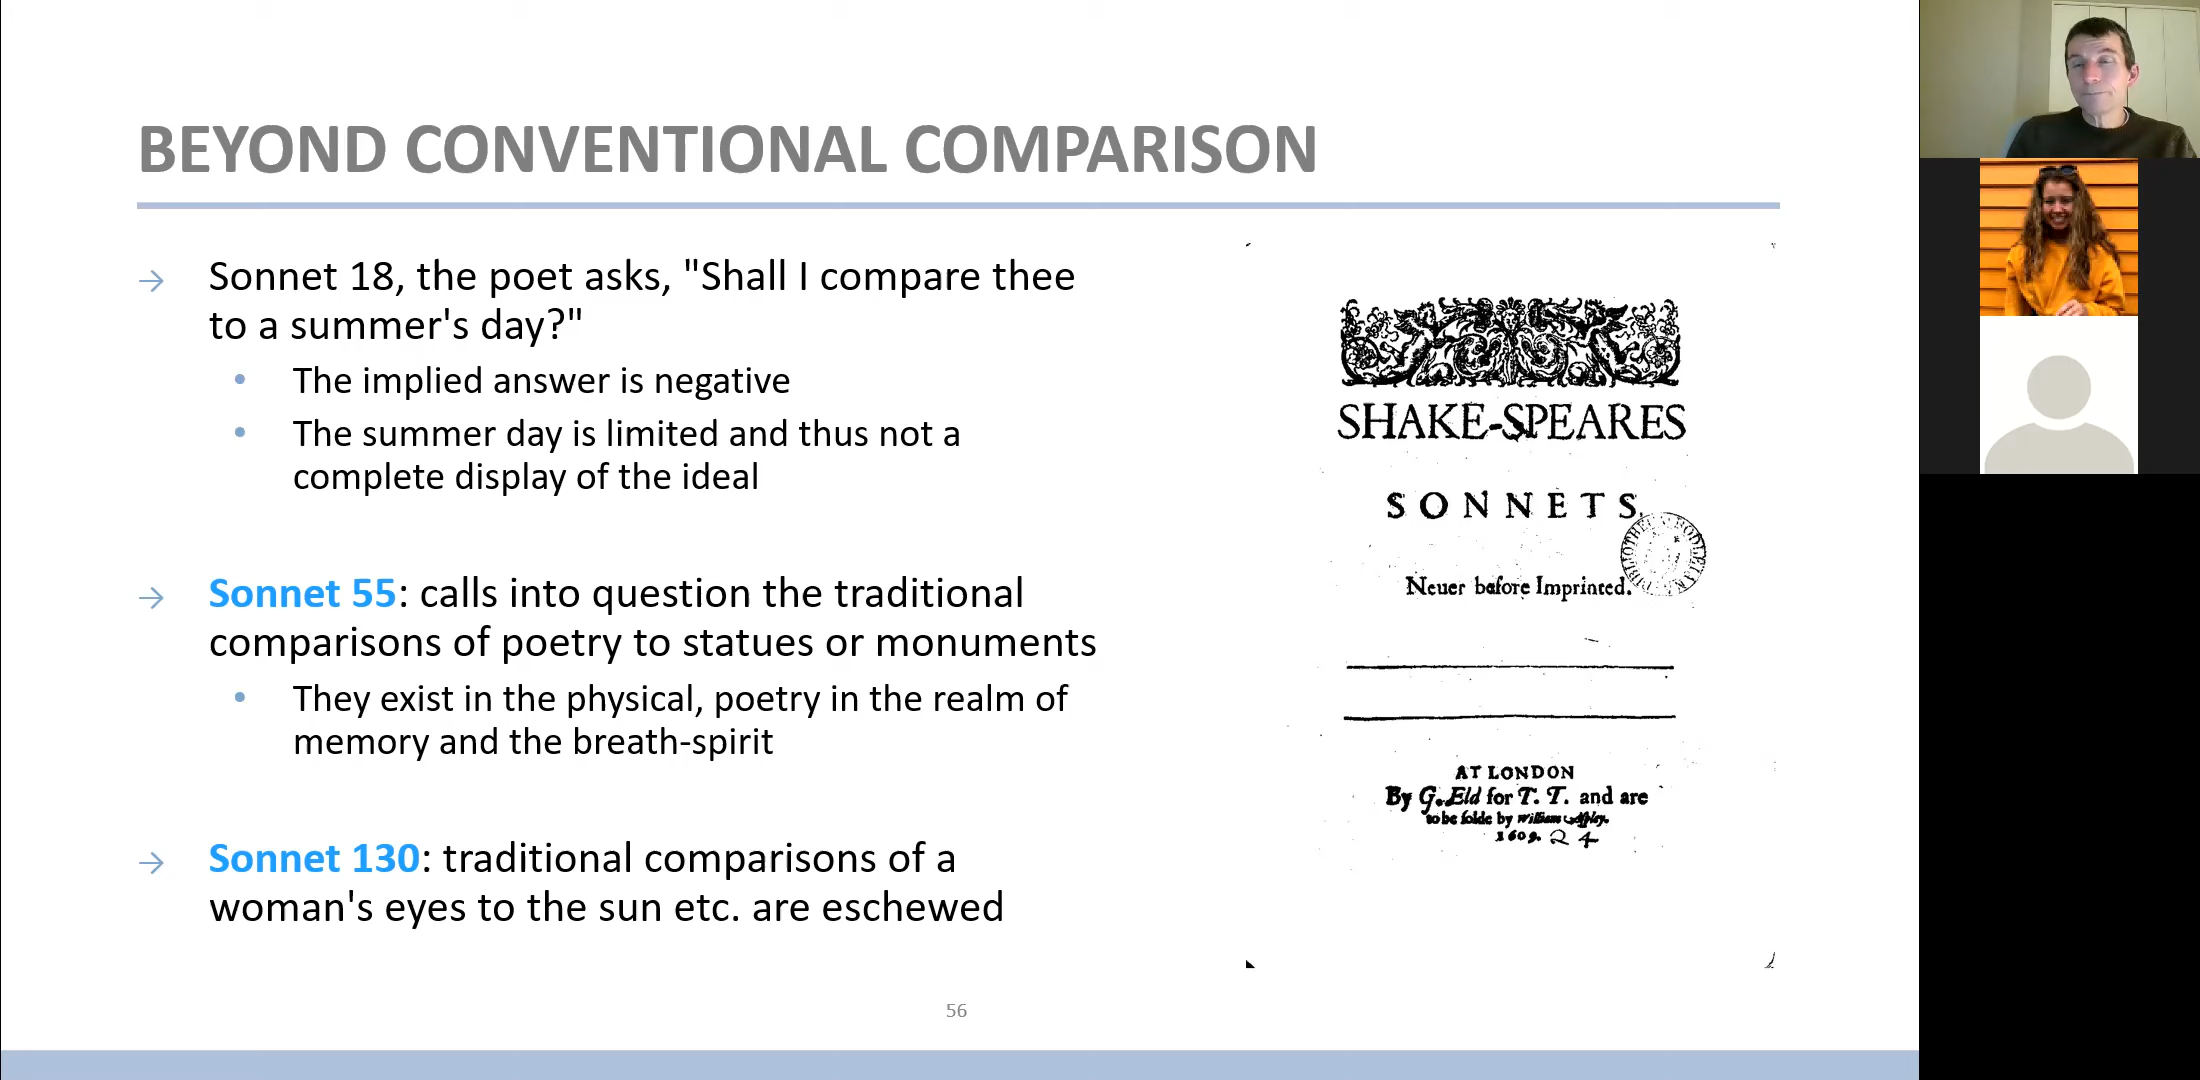 BEYOND CONVENTIONAL COMPARISON
Sonnet 18, the poet asks, "Shall I compare thee
to a summer's day?"
The implied answer is negative
The summer day is limited and thus not a
complete display of the ideal
Sonnet 55: calls into question the traditional
comparisons of poetry to statues or monuments
They exist in the physical, poetry in the realm of
memory and the breath-spirit
Sonnet 130: traditional comparisons of a
woman's eyes to the sun etc. are eschewed
SHAKE-SPEARES
SONNETS.
Neuer before Imprinted.
AT LONDON
By G. Eld for T. T. and are
to be solde by William
1609. 24
56